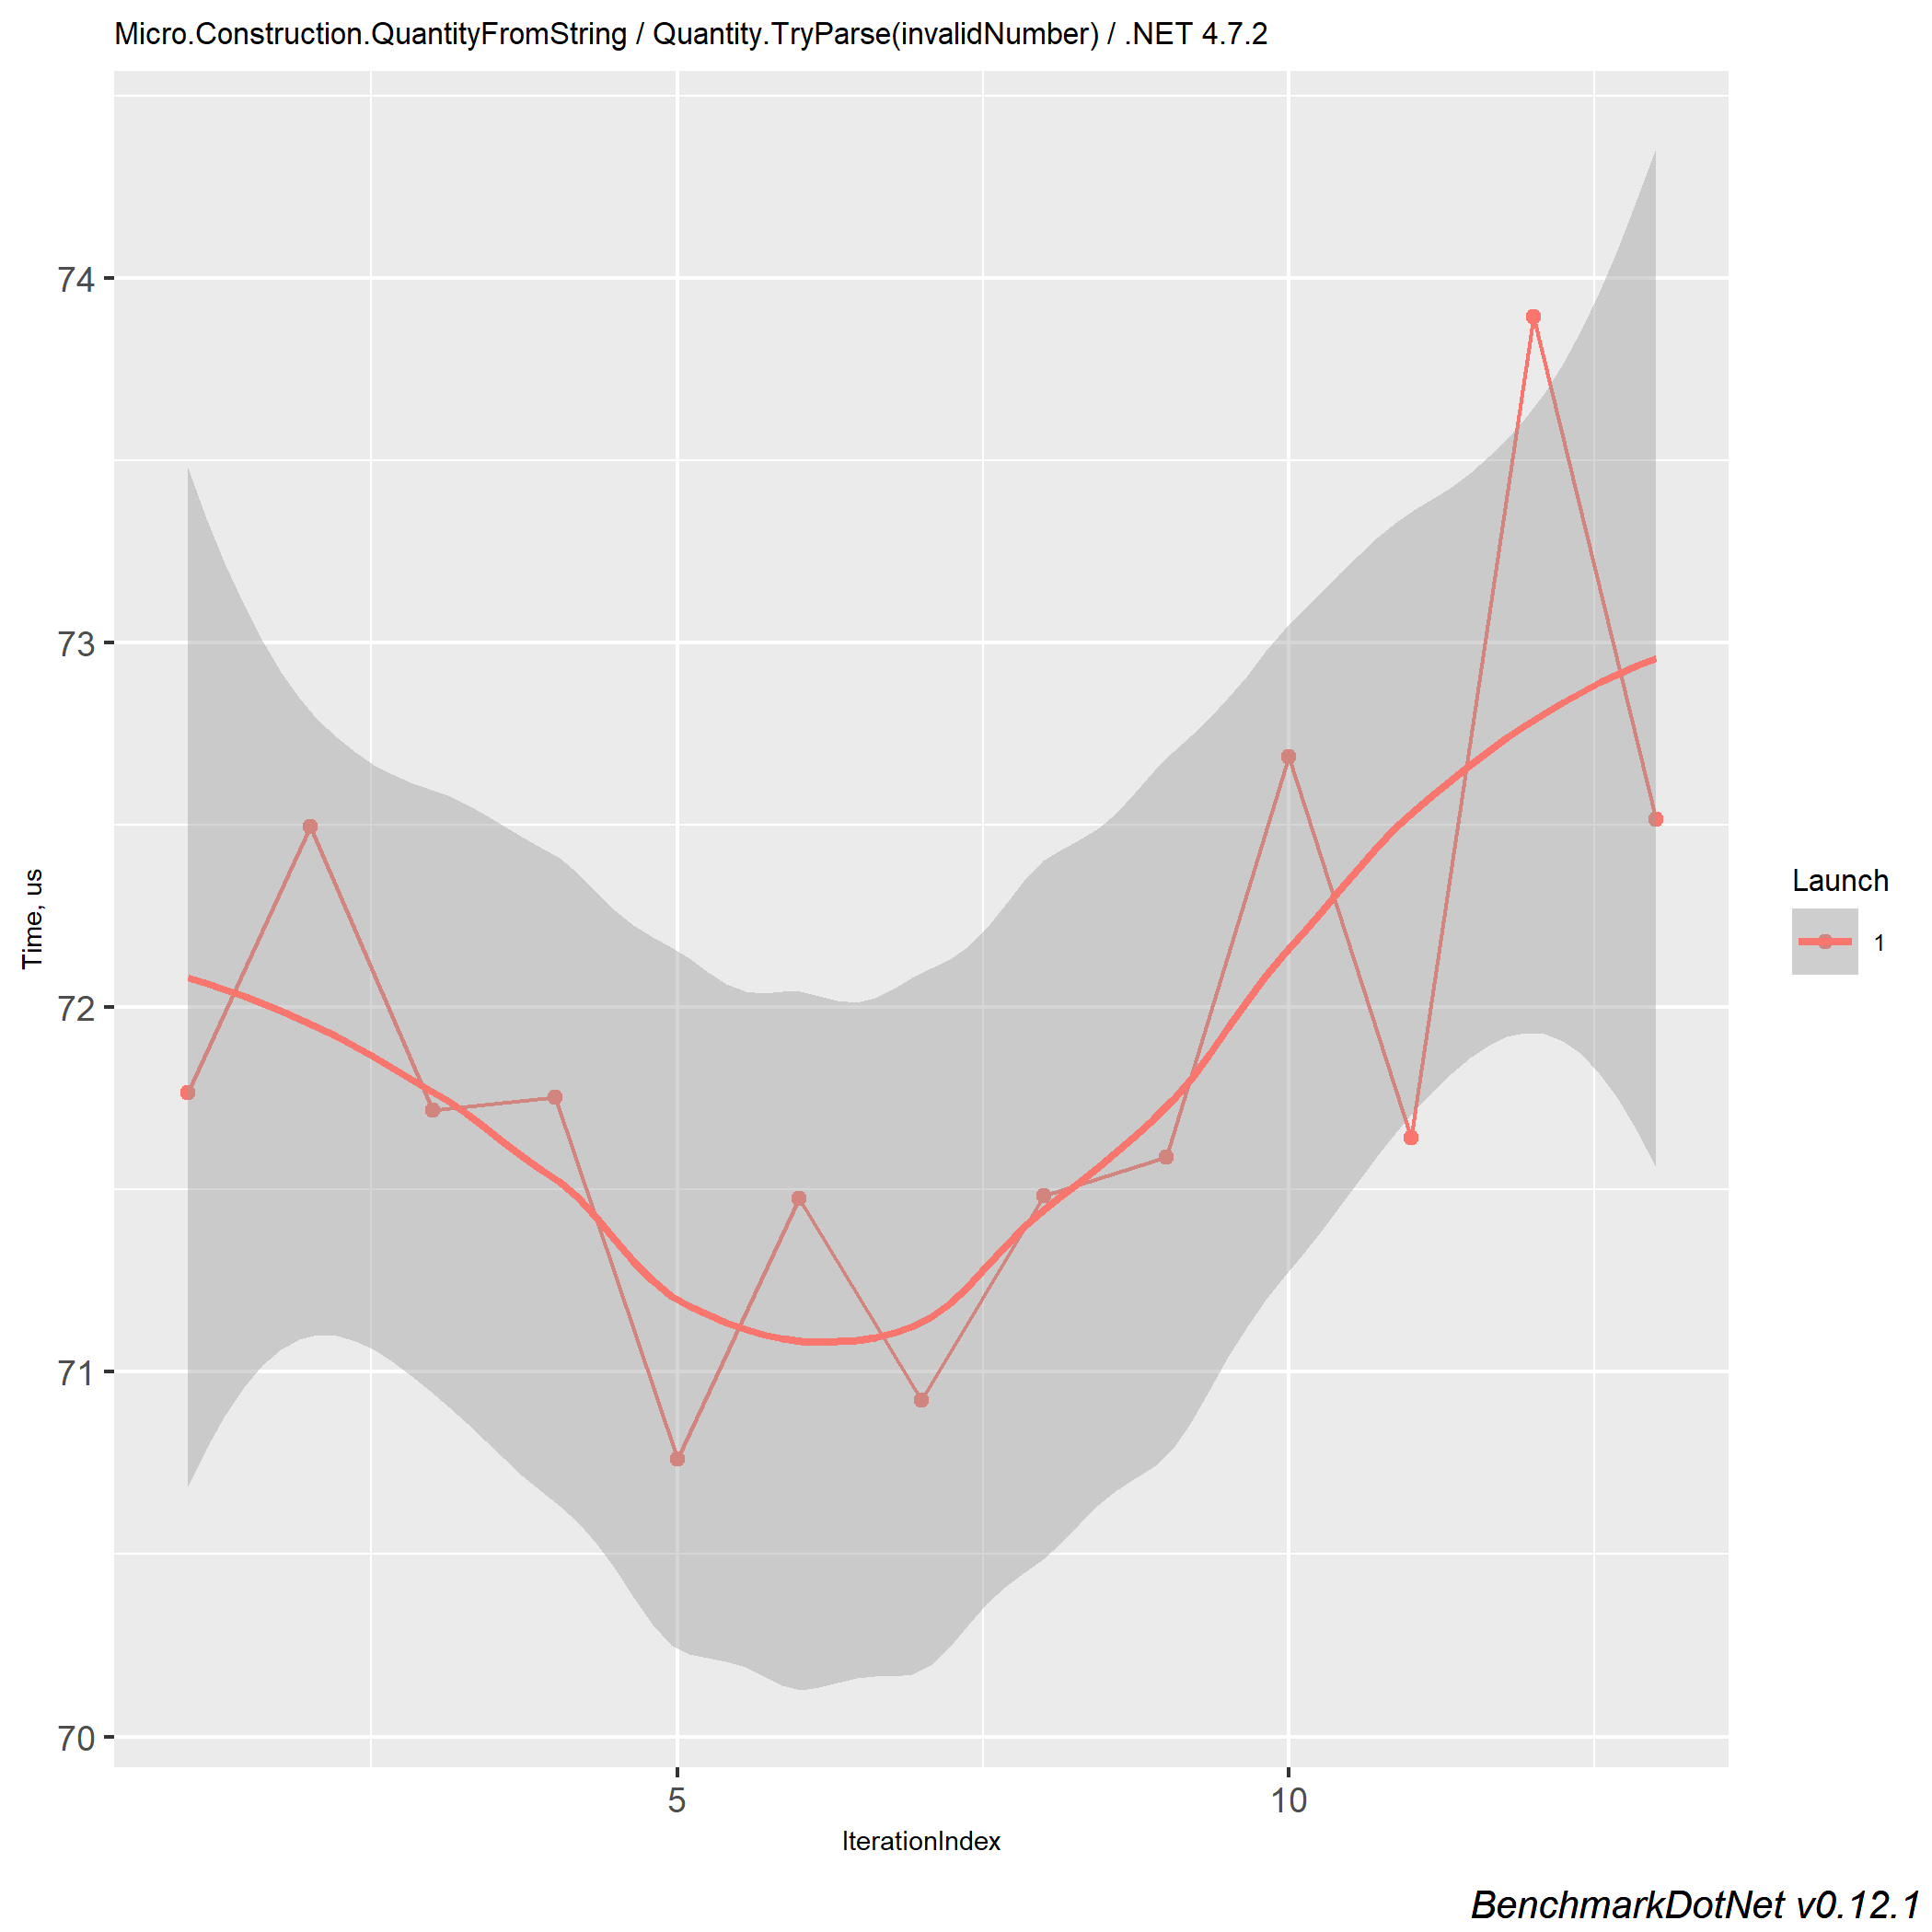 Micro.Construction.QuantityFromString / Quantity.TryParse(invalidNumber) / .NET 4.7.2
74
73
72
71
70
Time, us
5 10
IterationIndex
Launch
1
BenchmarkDotNet v0.12.1